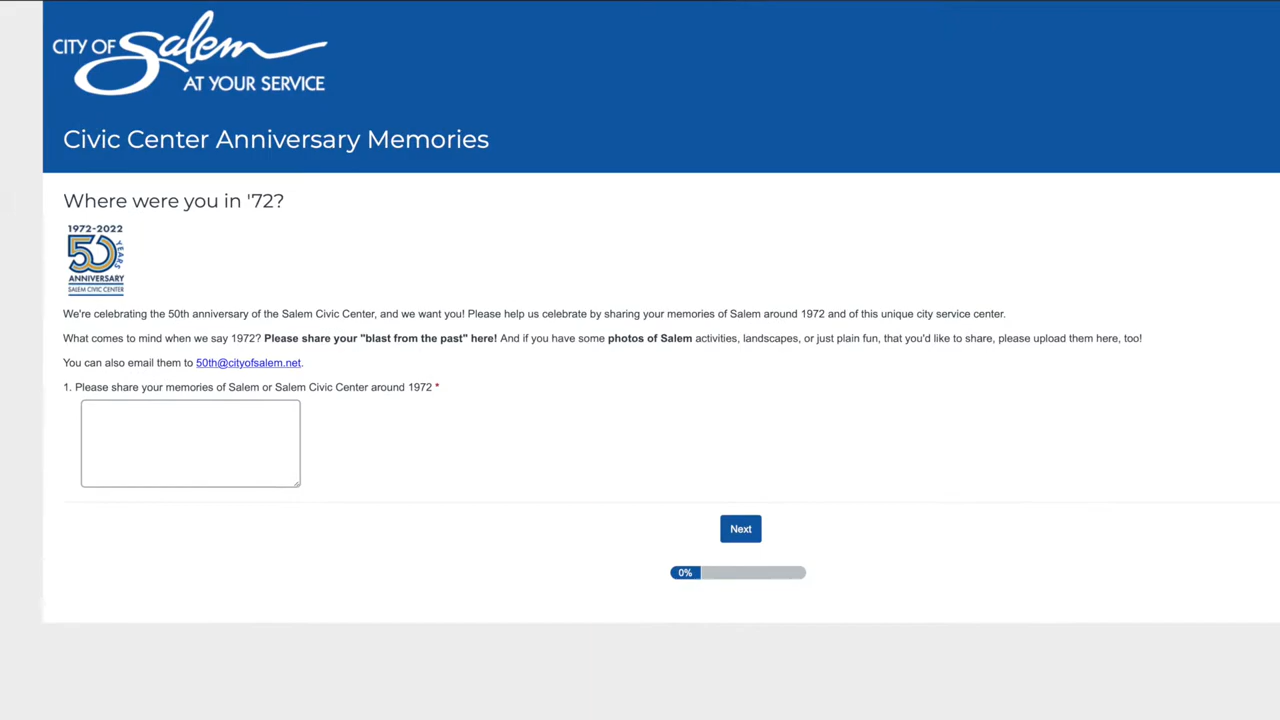 CITY OF Salem
AT YOUR SERVICE
Civic Center Anniversary Memories
Where were you in '72?
1972-2022
50 YEARS
ANNIVERSARY
SALEM CIVIC CENTER
We're celebrating the 50th anniversary of the Salem Civic Center, and we want you! Please help us celebrate by sharing your memories of Salem around 1972 and of this unique city service center.
What comes to mind when we say 1972? Please share your "blast from the past" here! And if you have some photos of Salem activities, landscapes, or just plain fun, that you'd like to share, please upload them here, too!
You can also email them to 50th@cityofsalem.net.
1. Please share your memories of Salem or Salem Civic Center around 1972 *
Next
0%